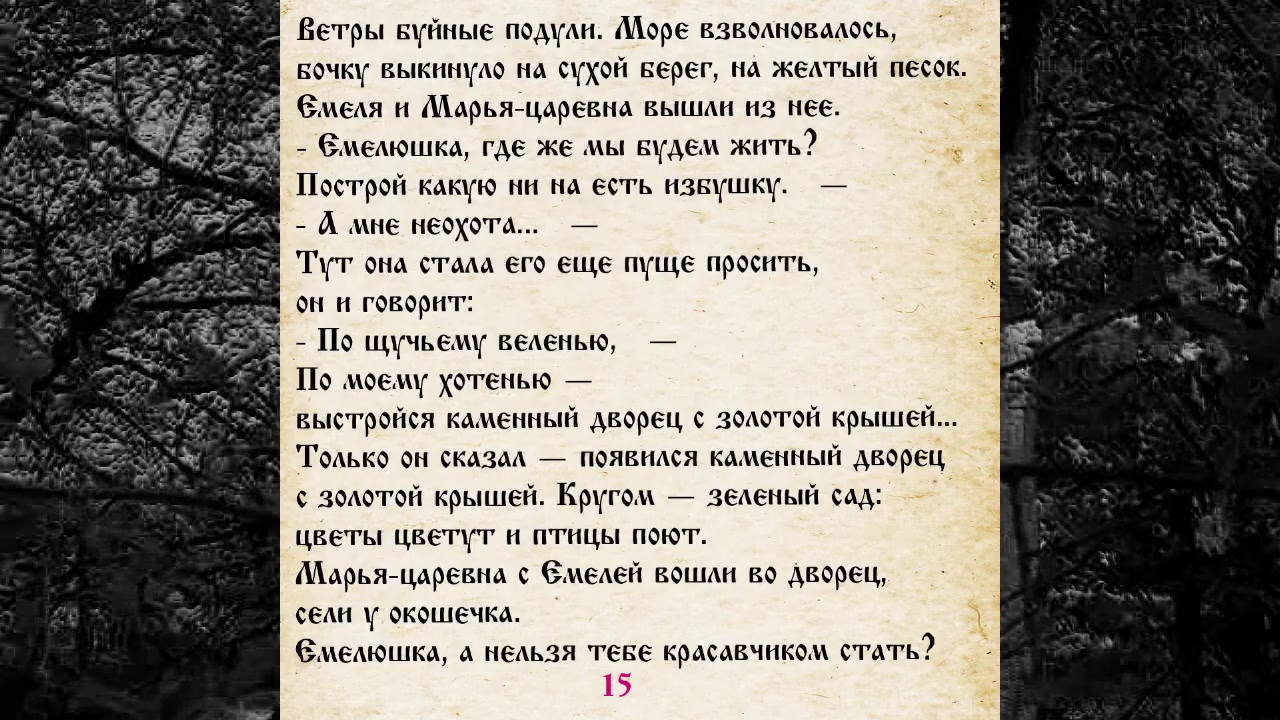 Ветры буйные подули. Море взволновалось,
бочку выкинуло на сухой берег, на желтый песок.
Емеля и Марья-царевна вышли из нее.
- Емелюшка, где же мы будем жить?
Построй какую ни на есть избушку. —
- А мне неохота... —
Тут она стала его еще пуще просить,
он и говорит:
- По щучьему веленью, —
По моему хотенью —
выстройся каменный дворец с золотой крышей...
Только он сказал — появился каменный дворец
с золотой крышей. Кругом — зеленый сад:
цветы цветут и птицы поют.
Марья-царевна с Емелей вошли во дворец,
сели у окошечка.
Емелюшка, а нельзя тебе красавчиком стать?
15